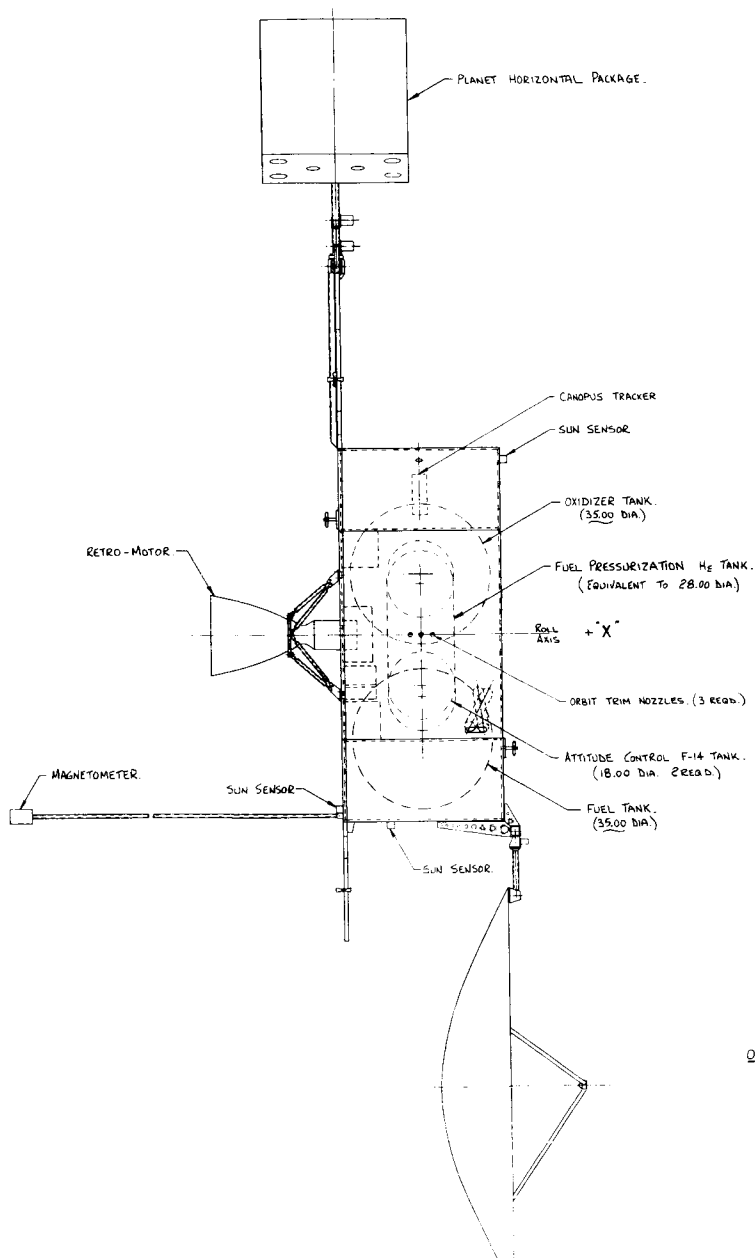 PLANET HORIZONTAL PACKAGE.
CANOPUS TRACKER
SUN SENSOR
OXIDIZER TANK.
(35.00 DIA.)
RETRO-MOTOR
FUEL PRESSURIZATION HE TANK.
(EQUIVALENT TO 28.00 DIA.)
ROLL
AXIS
+"X"
ORBIT TRIM NOZZLES. (3 REQD.)
ATTITUDE CONTROL F-14 TANK.
(18.00 DIA. 2 REQD.)
MAGNETOMETER.
SUN SENSOR
FUEL TANK.
(35.00 DIA.)
SUN SENSOR.
O